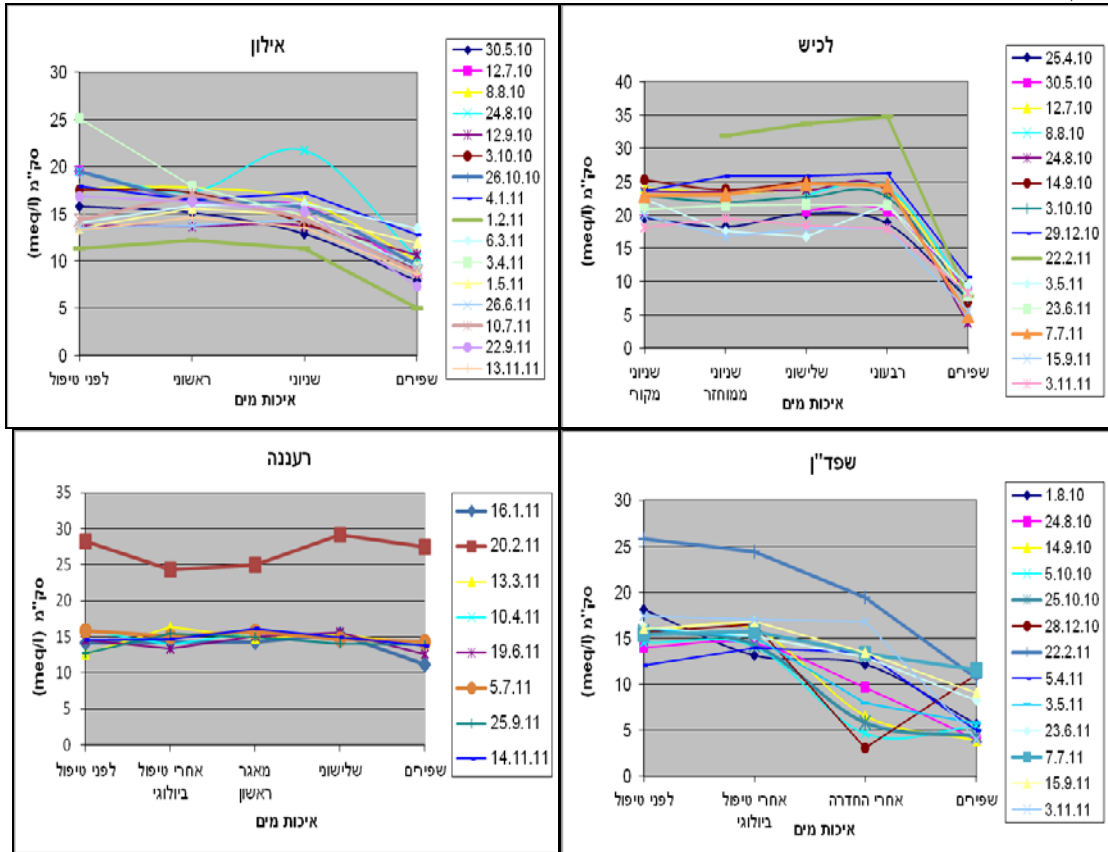 אילון
30
25
20
15
10
5
0
סק"מ (meq/l)
לפני טיפול
ראשוני
שניוני
שפירים
איכות מים
30.5.10
12.7.10
8.8.10
24.8.10
12.9.10
3.10.10
26.10.10
4.1.11
1.2.11
6.3.11
3.4.11
1.5.11
26.6.11
10.7.11
22.9.11
13.11.11
לכיש
40
35
30
25
20
15
10
5
0
סק"מ (meq/l)
שניוני
מקורי
שניוני
ממוחזר
שלישוני
רבעוני
שפירים
איכות מים
25.4.10
30.5.10
12.7.10
8.8.10
24.8.10
14.9.10
3.10.10
29.12.10
22.2.11
3.5.11
23.6.11
7.7.11
15.9.11
3.11.11
רעננה
35
30
25
20
15
10
5
0
סק"מ (meq/l)
לפני טיפול
אחרי טיפול
ביולוגי
מאגר
ראשון
שלישוני
שפירים
איכות מים
16.1.11
20.2.11
13.3.11
10.4.11
19.6.11
5.7.11
25.9.11
14.11.11
שפד"ן
30
25
20
15
10
5
0
סק"מ (meq/l)
לפני טיפול
אחרי טיפול
ביולוגי
אחרי החדרה
שפירים
איכות מים
1.8.10
24.8.10
14.9.10
5.10.10
25.10.10
28.12.10
22.2.11
5.4.11
3.5.11
23.6.11
7.7.11
15.9.11
3.11.11